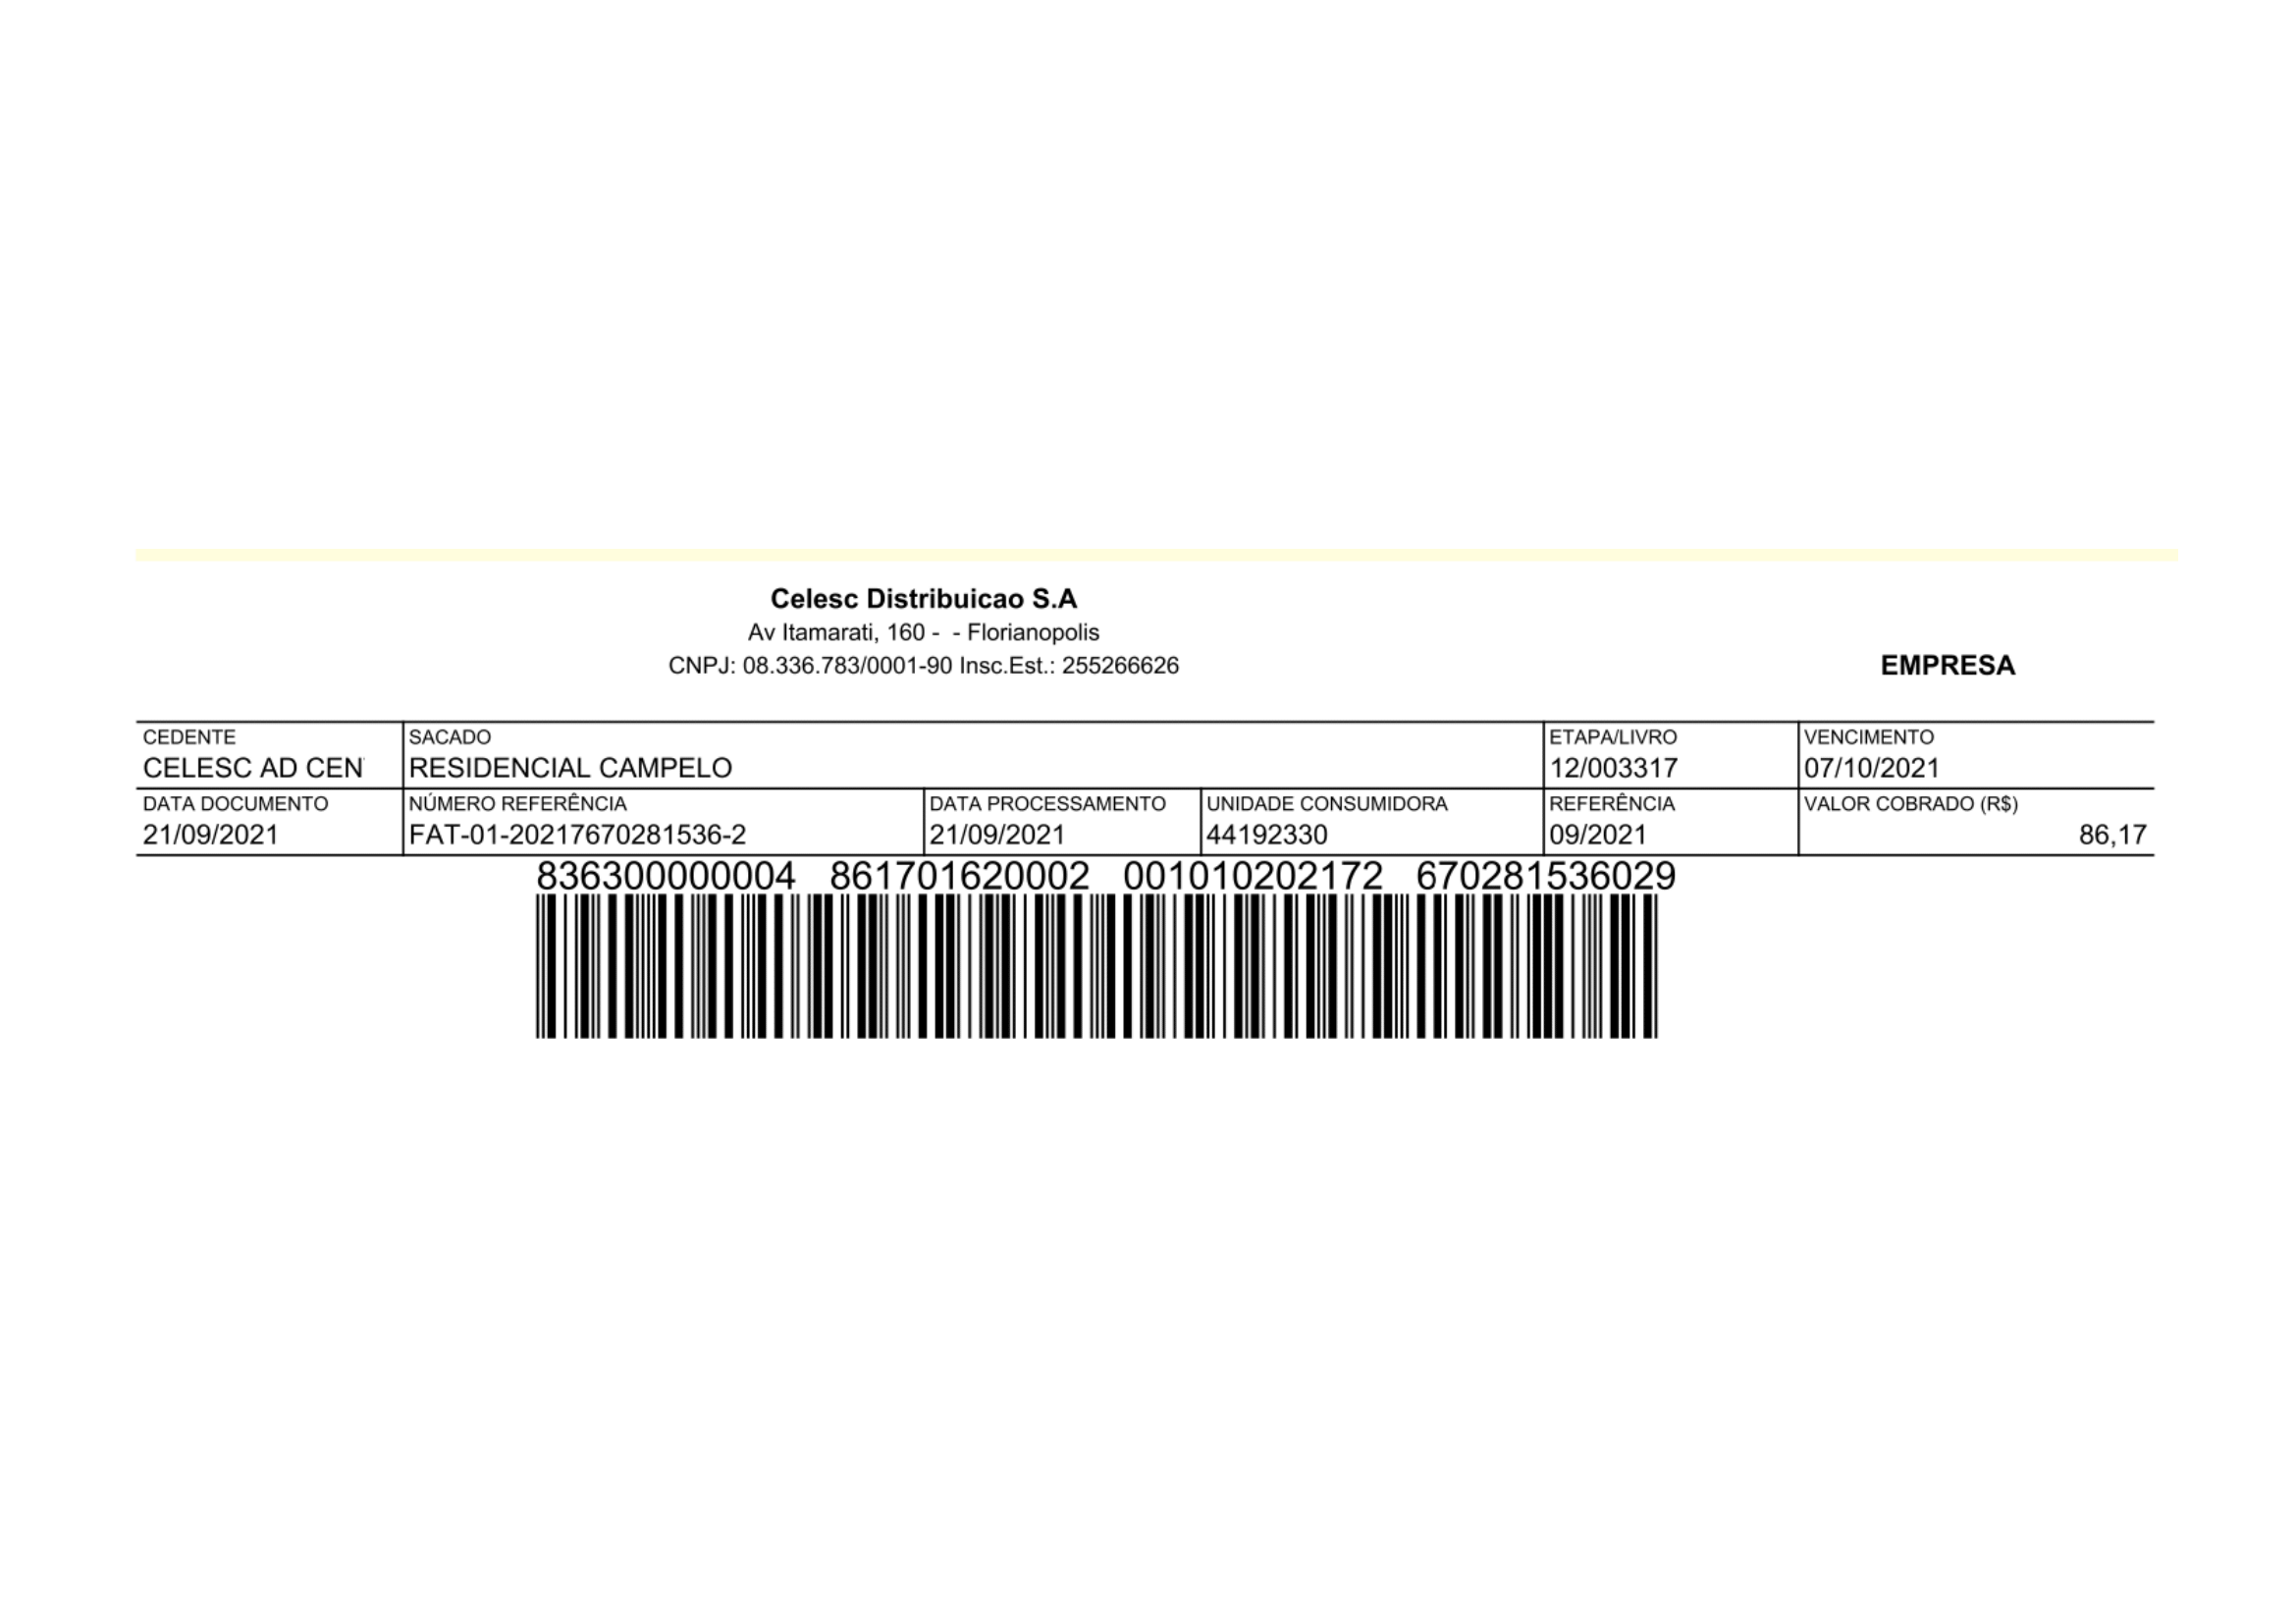 Celesc Distribuicao S.A
Av Itamarati, 160 -  - Florianopolis
CNPJ: 08.336.783/0001-90 Insc.Est.: 255266626
EMPRESA
CEDENTE SACADO ETAPA/LIVRO VENCIMENTO
CELESC AD CEN RESIDENCIAL CAMPELO 12/003317 07/10/2021
DATA DOCUMENTO NÚMERO REFERÊNCIA DATA PROCESSAMENTO UNIDADE CONSUMIDORA REFERÊNCIA VALOR COBRADO (R$)
21/09/2021 FAT-01-20217670281536-2 21/09/2021 44192330 09/2021 86,17
836300000004 861701620002 001010202172 670281536029